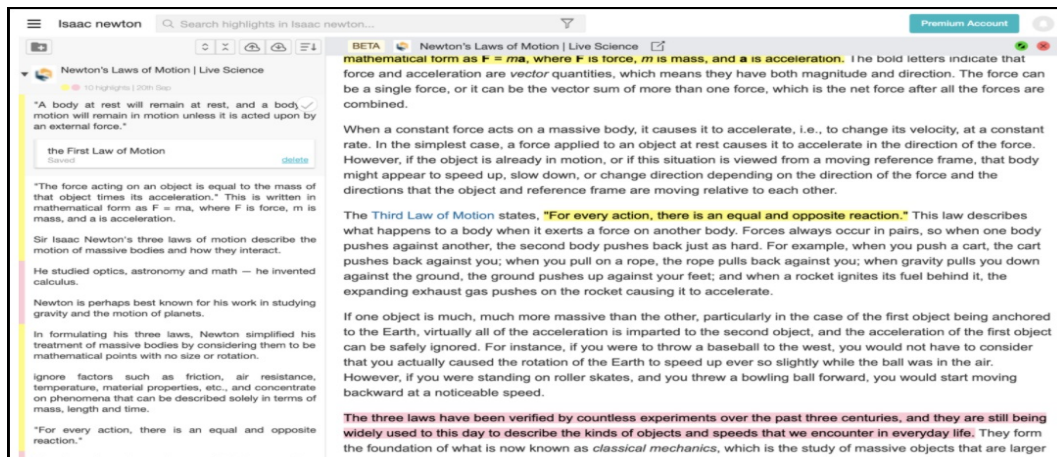 Isaac newton
Search highlights in Isaac newton...
Premium Account
Newton's Laws of Motion | Live Science
10 highlights | 20th Sep
"A body at rest will remain at rest, and a body
motion will remain in motion unless it is acted upon by
an external force."
the First Law of Motion
Saved
delete
"The force acting on an object is equal to the mass of
that object times its acceleration." This is written in
mathematical form as F = ma, where F is force, m is
mass, and a is acceleration.
Sir Isaac Newton's three laws of motion describe the
motion of massive bodies and how they interact.
He studied optics, astronomy and math — he invented
calculus.
Newton is perhaps best known for his work in studying
gravity and the motion of planets.
In formulating his three laws, Newton simplified his
treatment of massive bodies by considering them to be
mathematical points with no size or rotation.
ignore factors such as friction, air resistance,
temperature, material properties, etc., and concentrate
on phenomena that can be described solely in terms of
mass, length and time.
"For every action, there is an equal and opposite
reaction."
BETA
Newton's Laws of Motion | Live Science
mathematical form as F = ma, where F is force, m is mass, and a is acceleration. The bold letters indicate that
force and acceleration are vector quantities, which means they have both magnitude and direction. The force can
be a single force, or it can be the vector sum of more than one force, which is the net force after all the forces are
combined.
When a constant force acts on a massive body, it causes it to accelerate, i.e., to change its velocity, at a constant
rate. In the simplest case, a force applied to an object at rest causes it to accelerate in the direction of the force.
However, if the object is already in motion, or if this situation is viewed from a moving reference frame, that body
might appear to speed up, slow down, or change direction depending on the direction of the force and the
directions that the object and reference frame are moving relative to each other.
The Third Law of Motion states, "For every action, there is an equal and opposite reaction." This law describes
what happens to a body when it exerts a force on another body. Forces always occur in pairs, so when one body
pushes against another, the second body pushes back just as hard. For example, when you push a cart, the cart
pushes back against you; when you pull on a rope, the rope pulls back against you; when gravity pulls you down
against the ground, the ground pushes up against your feet; and when a rocket ignites its fuel behind it, the
expanding exhaust gas pushes on the rocket causing it to accelerate.
If one object is much, much more massive than the other, particularly in the case of the first object being anchored
to the Earth, virtually all of the acceleration is imparted to the second object, and the acceleration of the first object
can be safely ignored. For instance, if you were to throw a baseball to the west, you would not have to consider
that you actually caused the rotation of the Earth to speed up ever so slightly while the ball was in the air.
However, if you were standing on roller skates, and you threw a bowling ball forward, you would start moving
backward at a noticeable speed.
The three laws have been verified by countless experiments over the past three centuries, and they are still being
widely used to this day to describe the kinds of objects and speeds that we encounter in everyday life. They form
the foundation of what is now known as classical mechanics, which is the study of massive objects that are larger